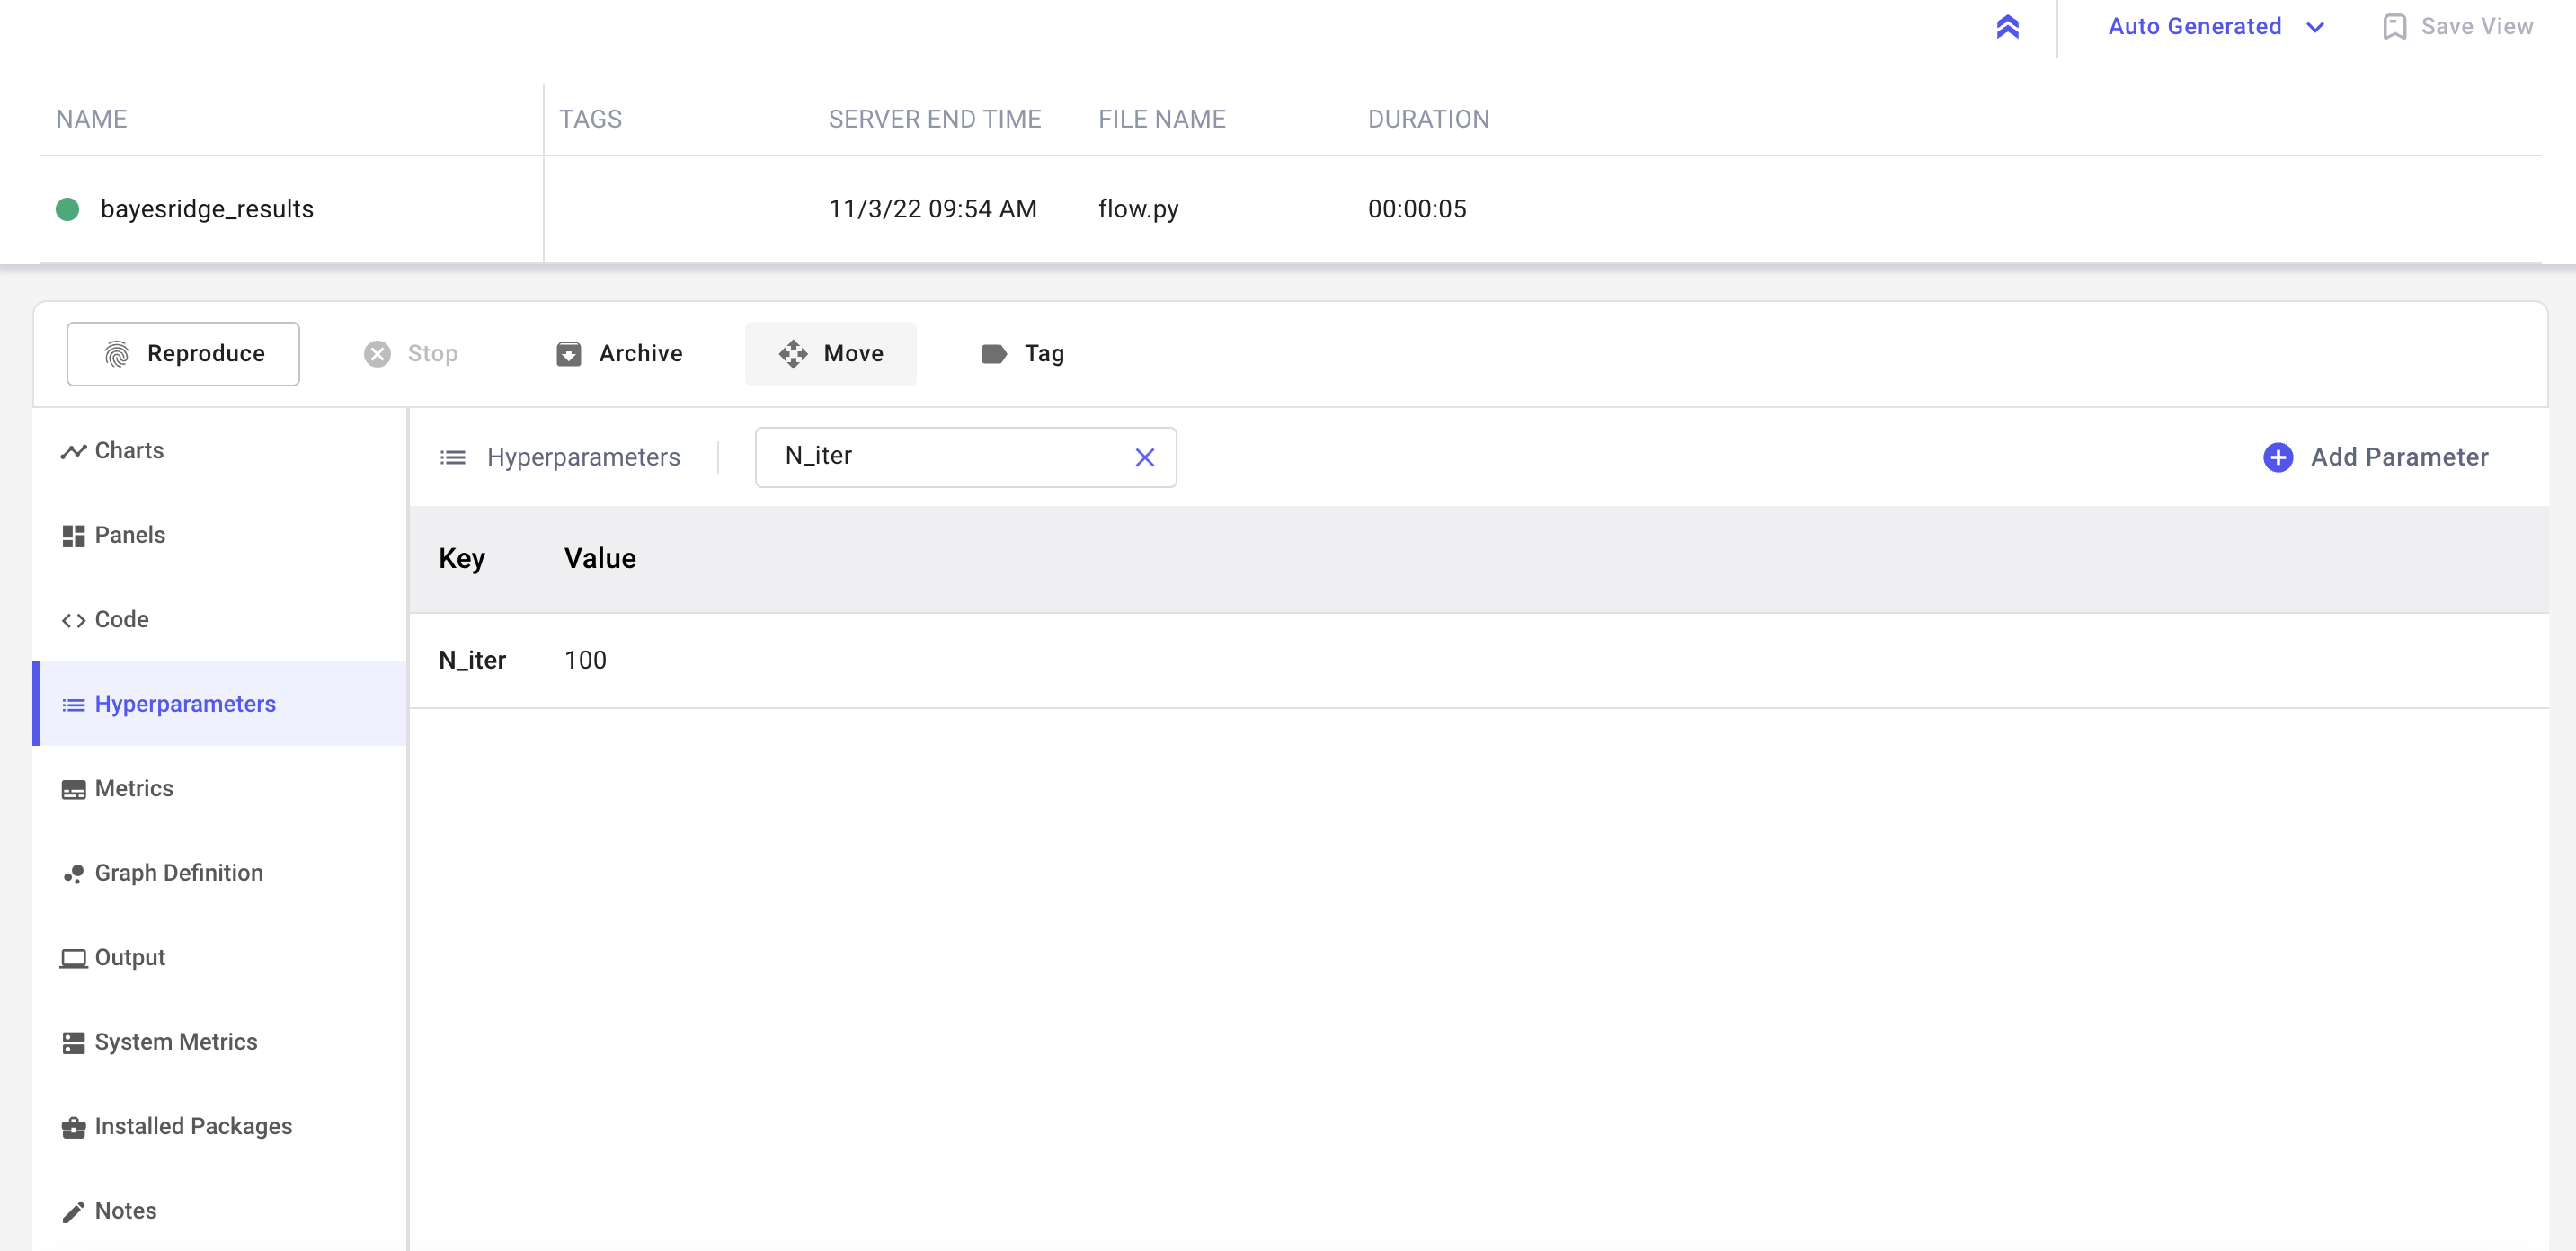 Auto Generated Save View
NAME TAGS SERVER END TIME FILE NAME DURATION
bayesridge_results 11/3/22 09:54 AM flow.py 00:00:05
Reproduce Stop Archive Move Tag
Charts
Panels
Code
Hyperparameters
Metrics
Graph Definition
Output
System Metrics
Installed Packages
Notes
Hyperparameters N_iter Add Parameter
Key Value
N_iter 100